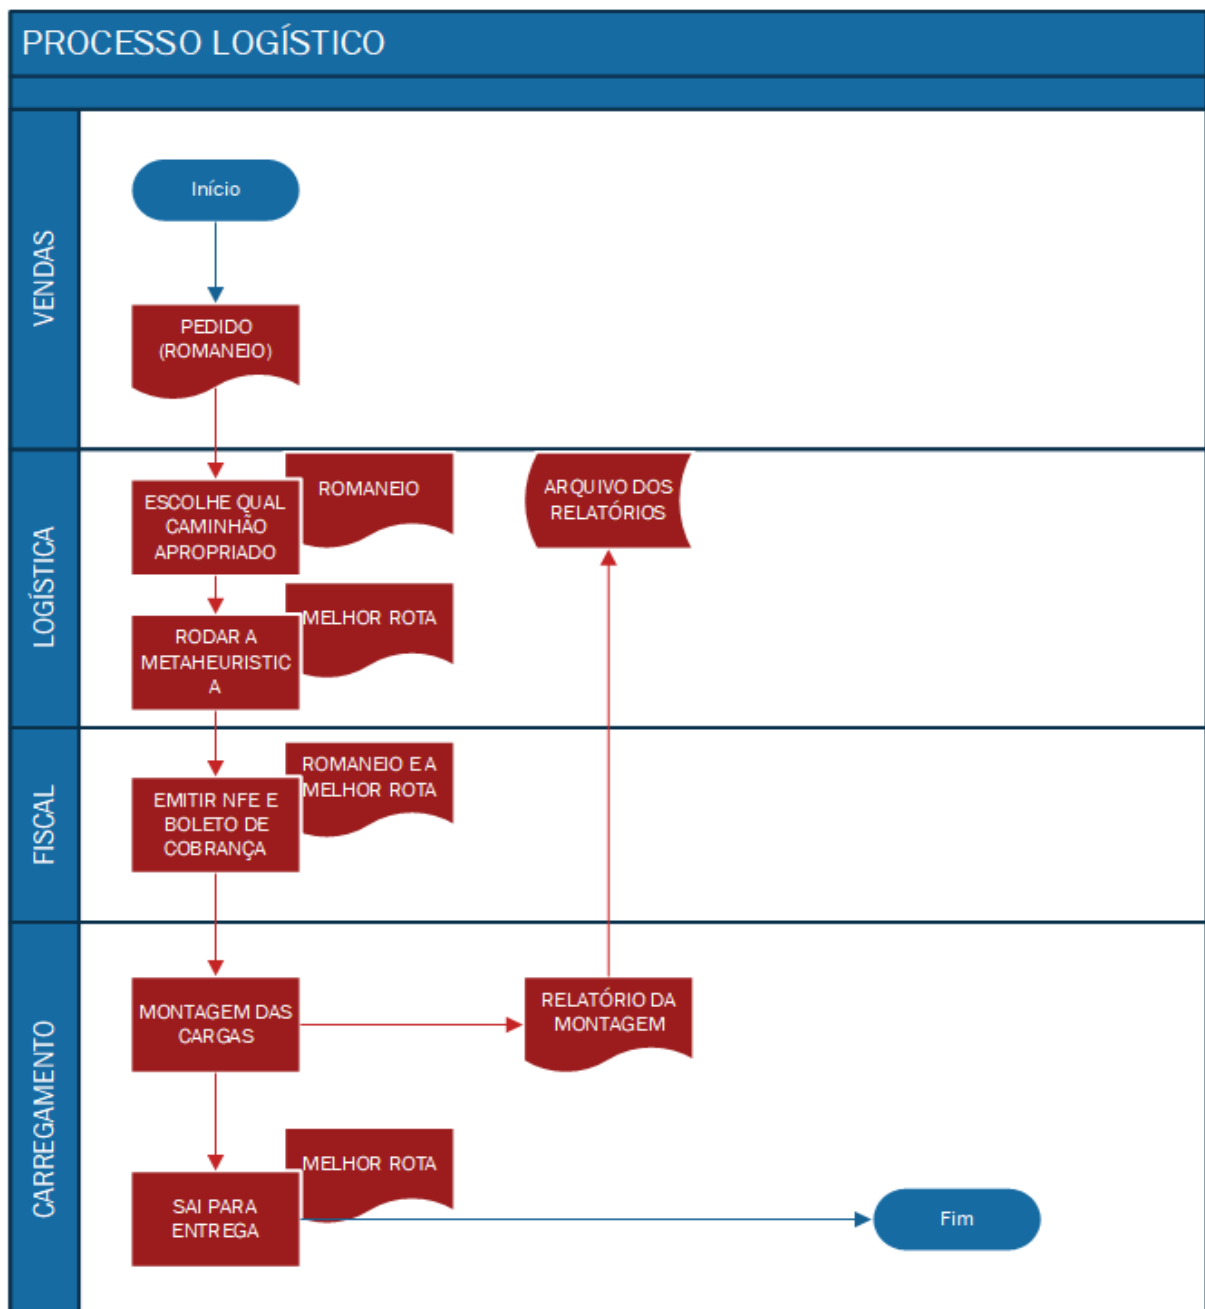 PROCESSO LOGÍSTICO
VENDAS
Início
PEDIDO
(ROMANEIO)
LOGÍSTICA
ESCOLHE QUAL
CAMINHÃO
APROPRIADO
ROMANEIO
ARQUIVO DOS
RELATÓRIOS
RODAR A
METAHEURISTIC
A
MELHOR ROTA
FISCAL
EMITIR NFE E
BOLETO DE
COBRANÇA
ROMANEIO E A
MELHOR ROTA
CARREGAMENTO
MONTAGEM DAS
CARGAS
RELATÓRIO DA
MONTAGEM
SAI PARA
ENTREGA
MELHOR ROTA
Fim